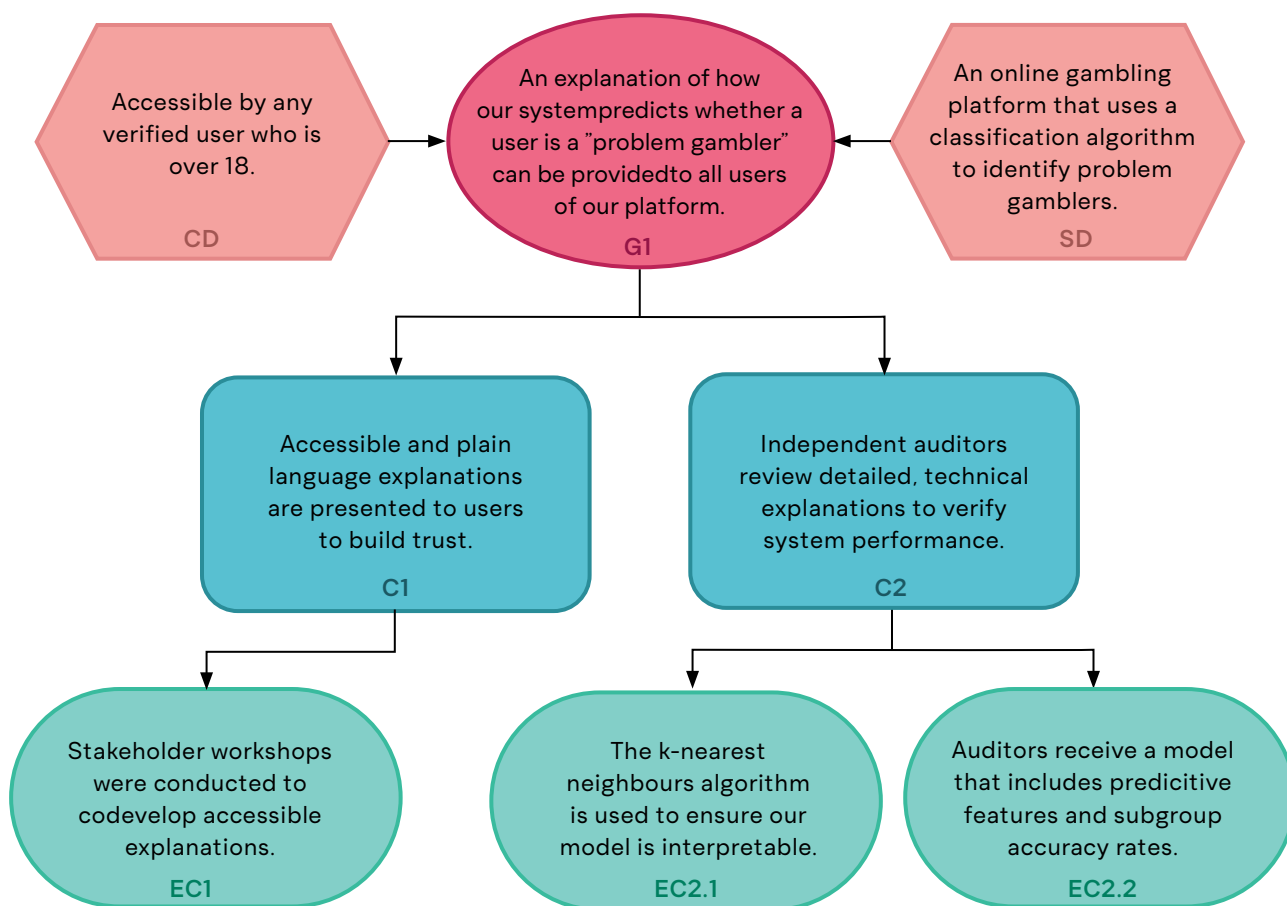 Accessible by any
verified user who is
over 18.
CD
An explanation of how
our systempredicts whether a
user is a ”problem gambler”
can be providedto all users
of our platform.
G1
An online gambling
platform that uses a
classification algorithm
to identify problem
gamblers.
SD
Accessible and plain
language explanations
are presented to users
to build trust.
C1
Independent auditors
review detailed, technical
explanations to verify
system performance.
C2
Stakeholder workshops
were conducted to
codevelop accessible
explanations.
EC1
The k-nearest
neighbours algorithm
is used to ensure our
model is interpretable.
EC2.1
Auditors receive a model
that includes predicitive
features and subgroup
accuracy rates.
EC2.2